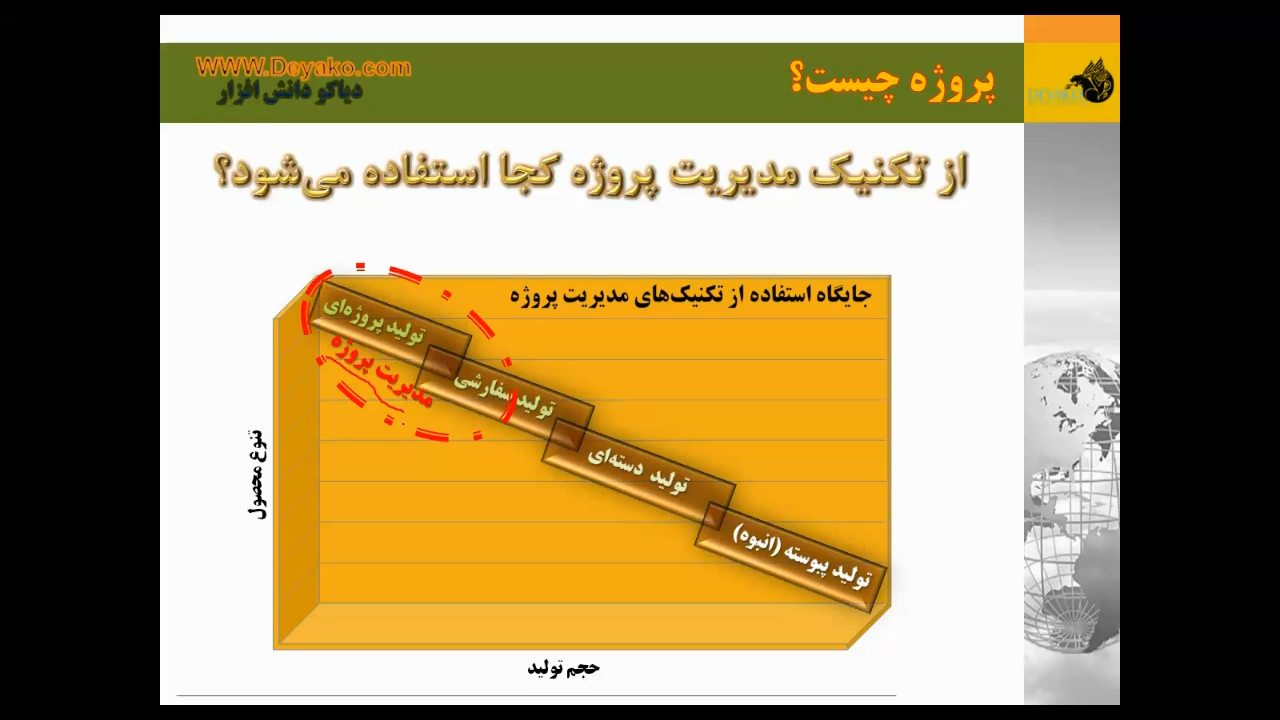 پروژه چیست؟
WWW.Deyako.com
دیاکو دانش افزار
از تکنیک مدیریت پروژه کجا استفاده می‌شود؟
جایگاه استفاده از تکنیک‌های مدیریت پروژه
تولید پروژه‌ای
مدیریت پروژه
تولید سفارشی
تولید دسته‌ای
تولید پیوسته (انبوه)
تنوع محصول
حجم تولید